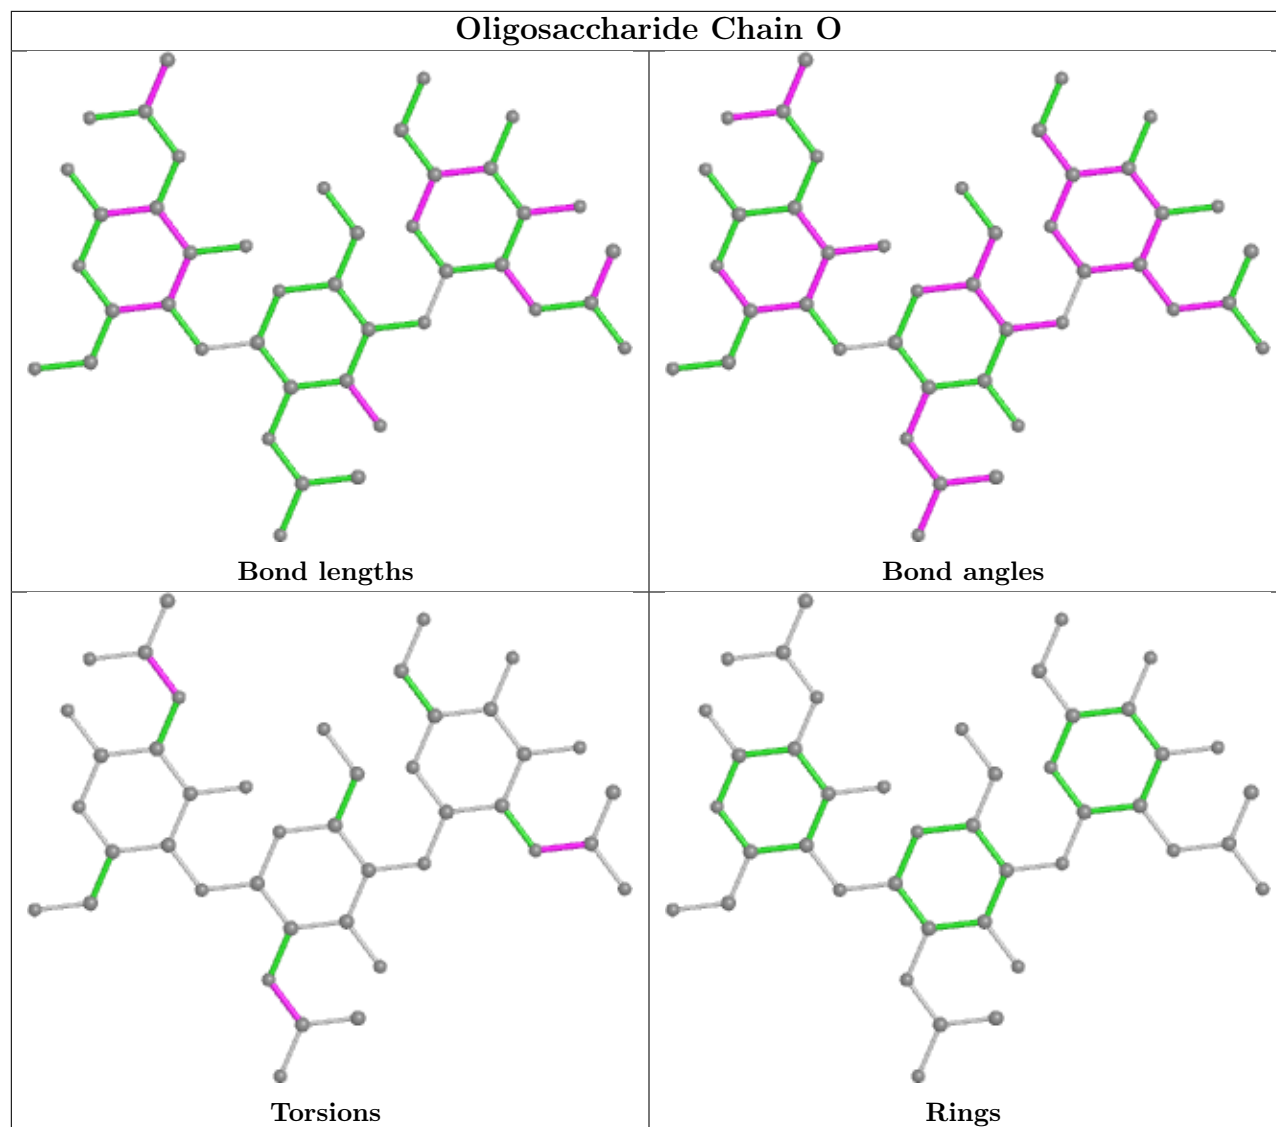 Oligosaccharide Chain O
Bond lengths
Bond angles
Torsions
Rings